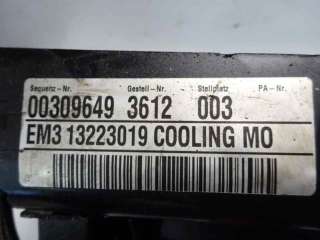 Sequenz-Nr. Gestell-Nr. Stellplatz PA-Nr.
00309649 3612 003
EM3 13223019 COOLING MO